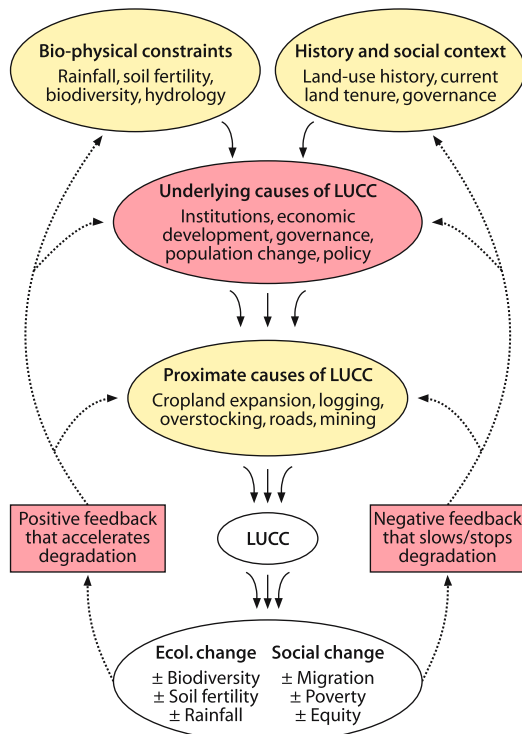 Bio-physical constraints
Rainfall, soil fertility,
biodiversity, hydrology
History and social context
Land-use history, current
land tenure, governance
Underlying causes of LUCC
Institutions, economic
development, governance,
population change, policy
Proximate causes of LUCC
Cropland expansion, logging,
overstocking, roads, mining
Positive feedback
that accelerates
degradation
LUCC
Negative feedback
that slows/stops
degradation
Ecol. change
± Biodiversity
± Soil fertility
± Rainfall
Social change
± Migration
± Poverty
± Equity